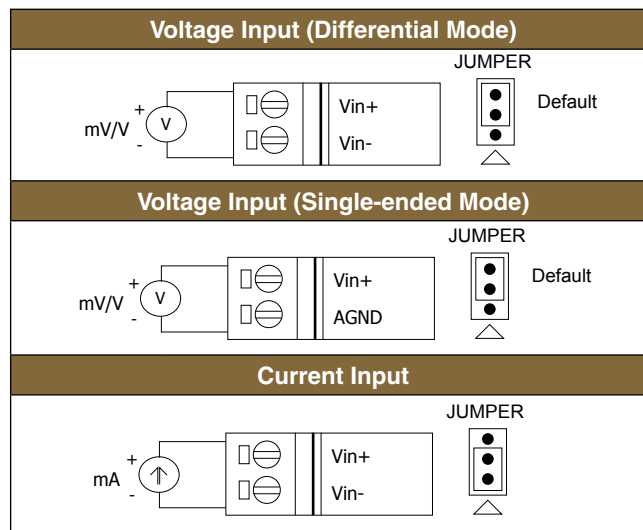 Voltage Input (Differential Mode)
JUMPER
+
mV/V
-
V
Vin+
Vin-
Default
Voltage Input (Single-ended Mode)
JUMPER
+
mV/V
-
V
Vin+
AGND
Default
Current Input
JUMPER
+
mA
-
Vin+
Vin-